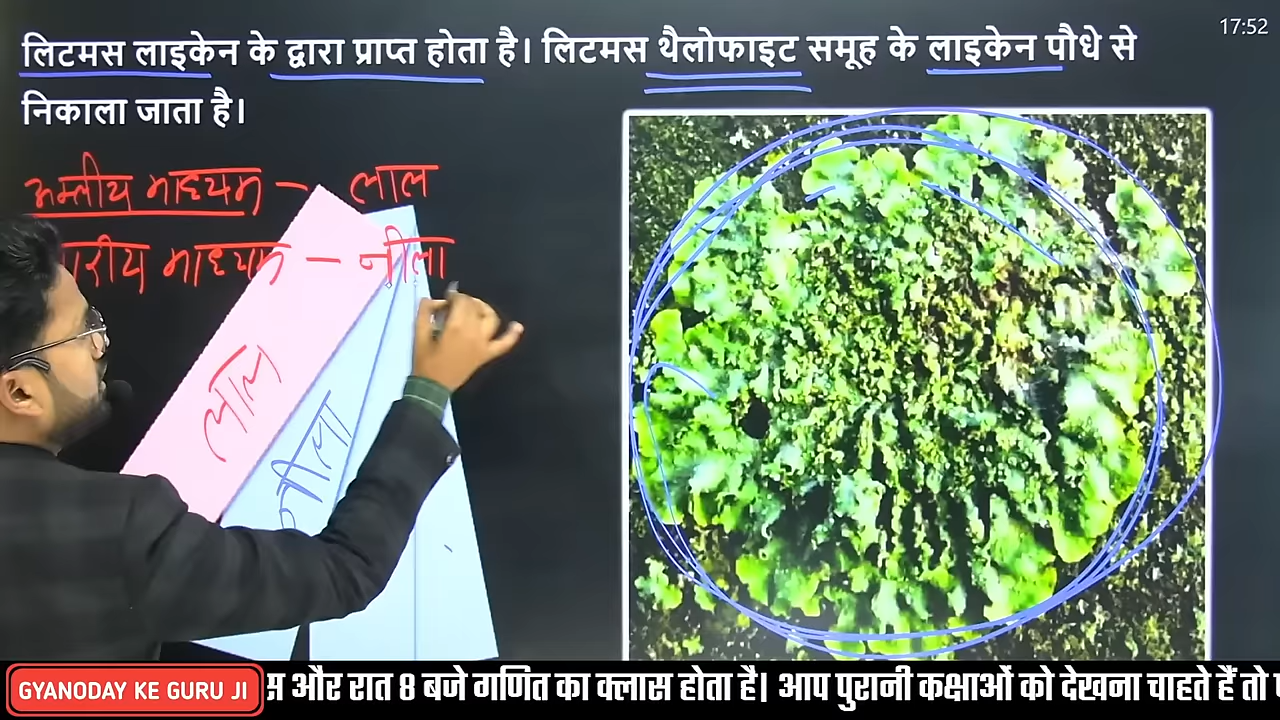 17:52
लिटमस लाइकेन के द्वारा प्राप्त होता है। लिटमस थैलोफाइट समूह के लाइकेन पौधे से
निकाला जाता है।
अम्लीय माध्यम – लाल
रीय माध्यम – नीला
लाल
नीला
GYANODAY KE GURU JI
और रात 8 बजे गणित का क्लास होता है। आप पुरानी कक्षाओं को देखना चाहते हैं तो